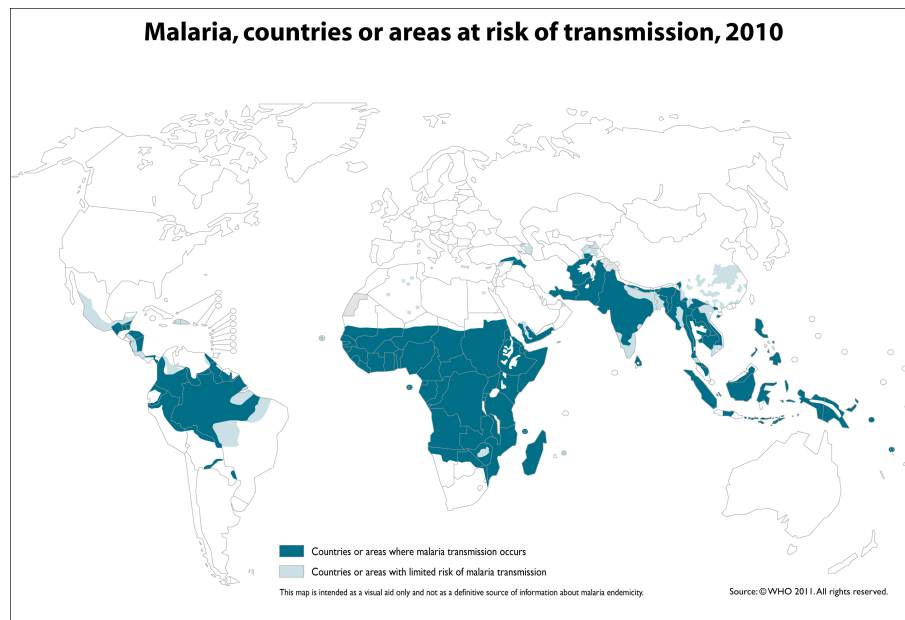 Malaria, countries or areas at risk of transmission, 2010
Countries or areas where malaria transmission occurs
Countries or areas with limited risk of malaria transmission
This map is intended as a visual aid only and not as a definitive source of information about malaria endemicity.
Source: © WHO 2011. All rights reserved.